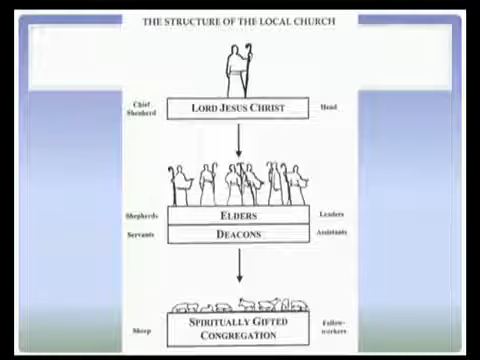 THE STRUCTURE OF THE LOCAL CHURCH
Chief
Shepherd
LORD JESUS CHRIST
Head
Shepherds
ELDERS
Leaders
Servants
DEACONS
Assistants
Sheep
SPIRITUALLY GIFTED
CONGREGATION
Fellow-
workers